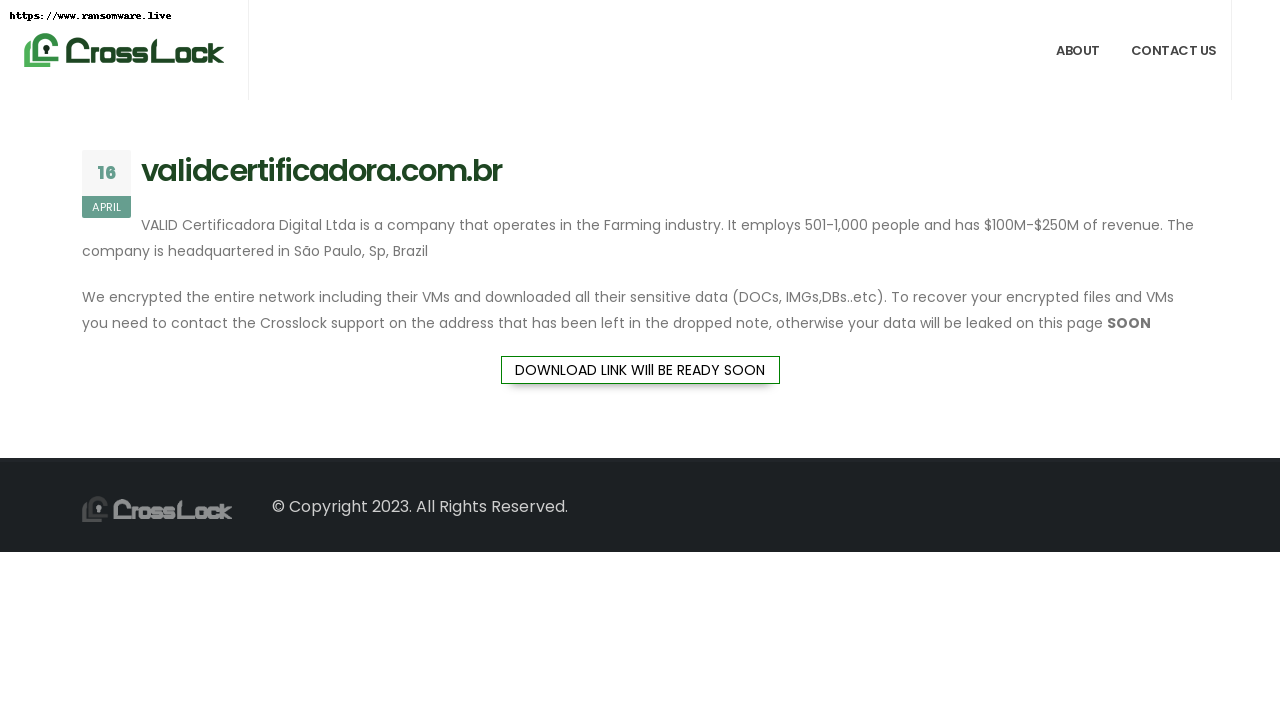 https://www.ransomware.live
CrossLock
ABOUT
CONTACT US
16
APRIL
validcertificadora.com.br
VALID Certificadora Digital Ltda is a company that operates in the Farming industry. It employs 501-1,000 people and has $100M-$250M of revenue. The
company is headquartered in São Paulo, Sp, Brazil
We encrypted the entire network including their VMs and downloaded all their sensitive data (DOCs, IMGs,DBs..etc). To recover your encrypted files and VMs
you need to contact the Crosslock support on the address that has been left in the dropped note, otherwise your data will be leaked on this page SOON
DOWNLOAD LINK WIll BE READY SOON
CrossLock
© Copyright 2023. All Rights Reserved.